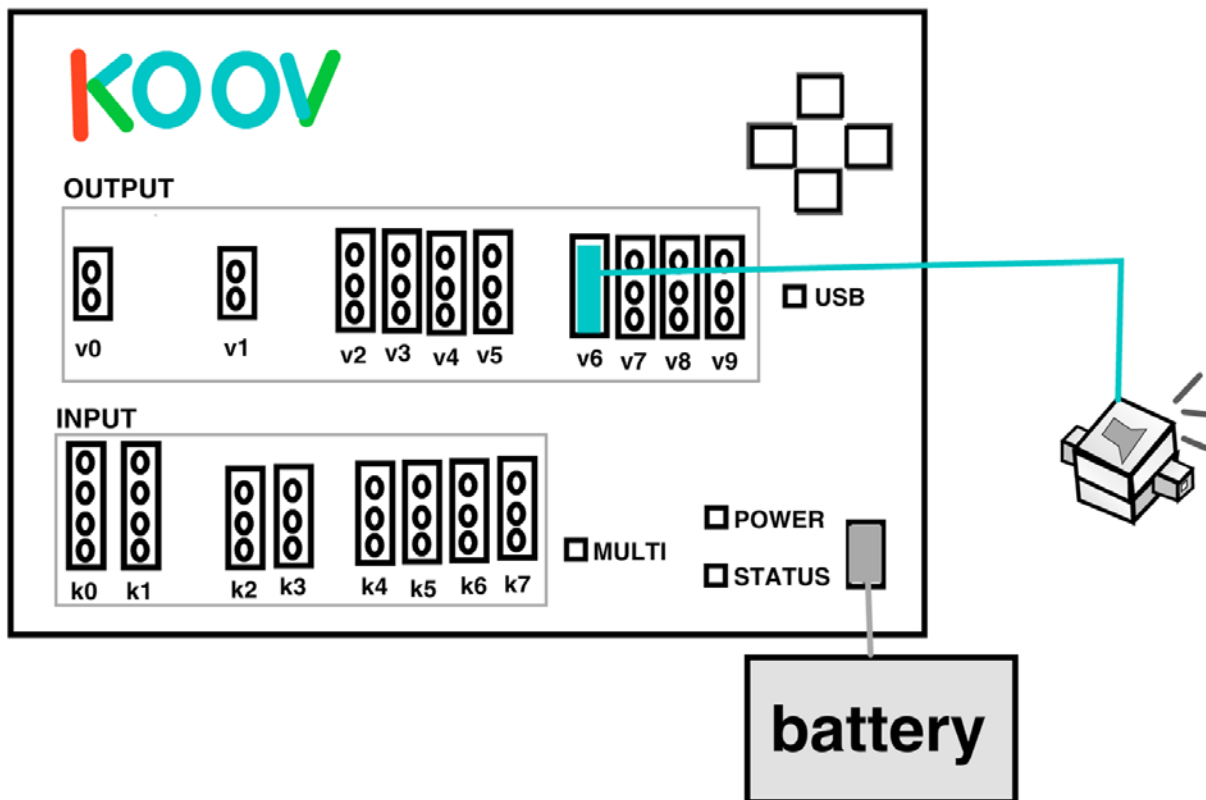 KOOV
OUTPUT
v0 v1 v2 v3 v4 v5 v6 v7 v8 v9
USB
INPUT
k0 k1 k2 k3 k4 k5 k6 k7
MULTI
POWER
STATUS
battery